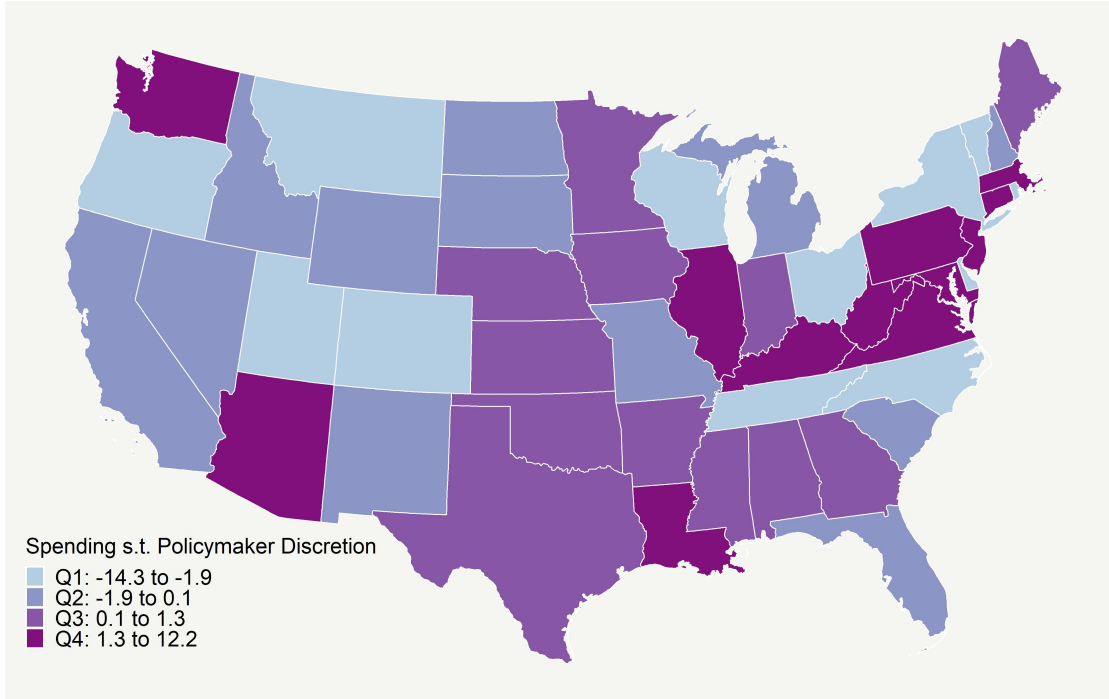 Spending s.t. Policymaker Discretion
Q1: -14.3 to -1.9
Q2: -1.9 to 0.1
Q3: 0.1 to 1.3
Q4: 1.3 to 12.2